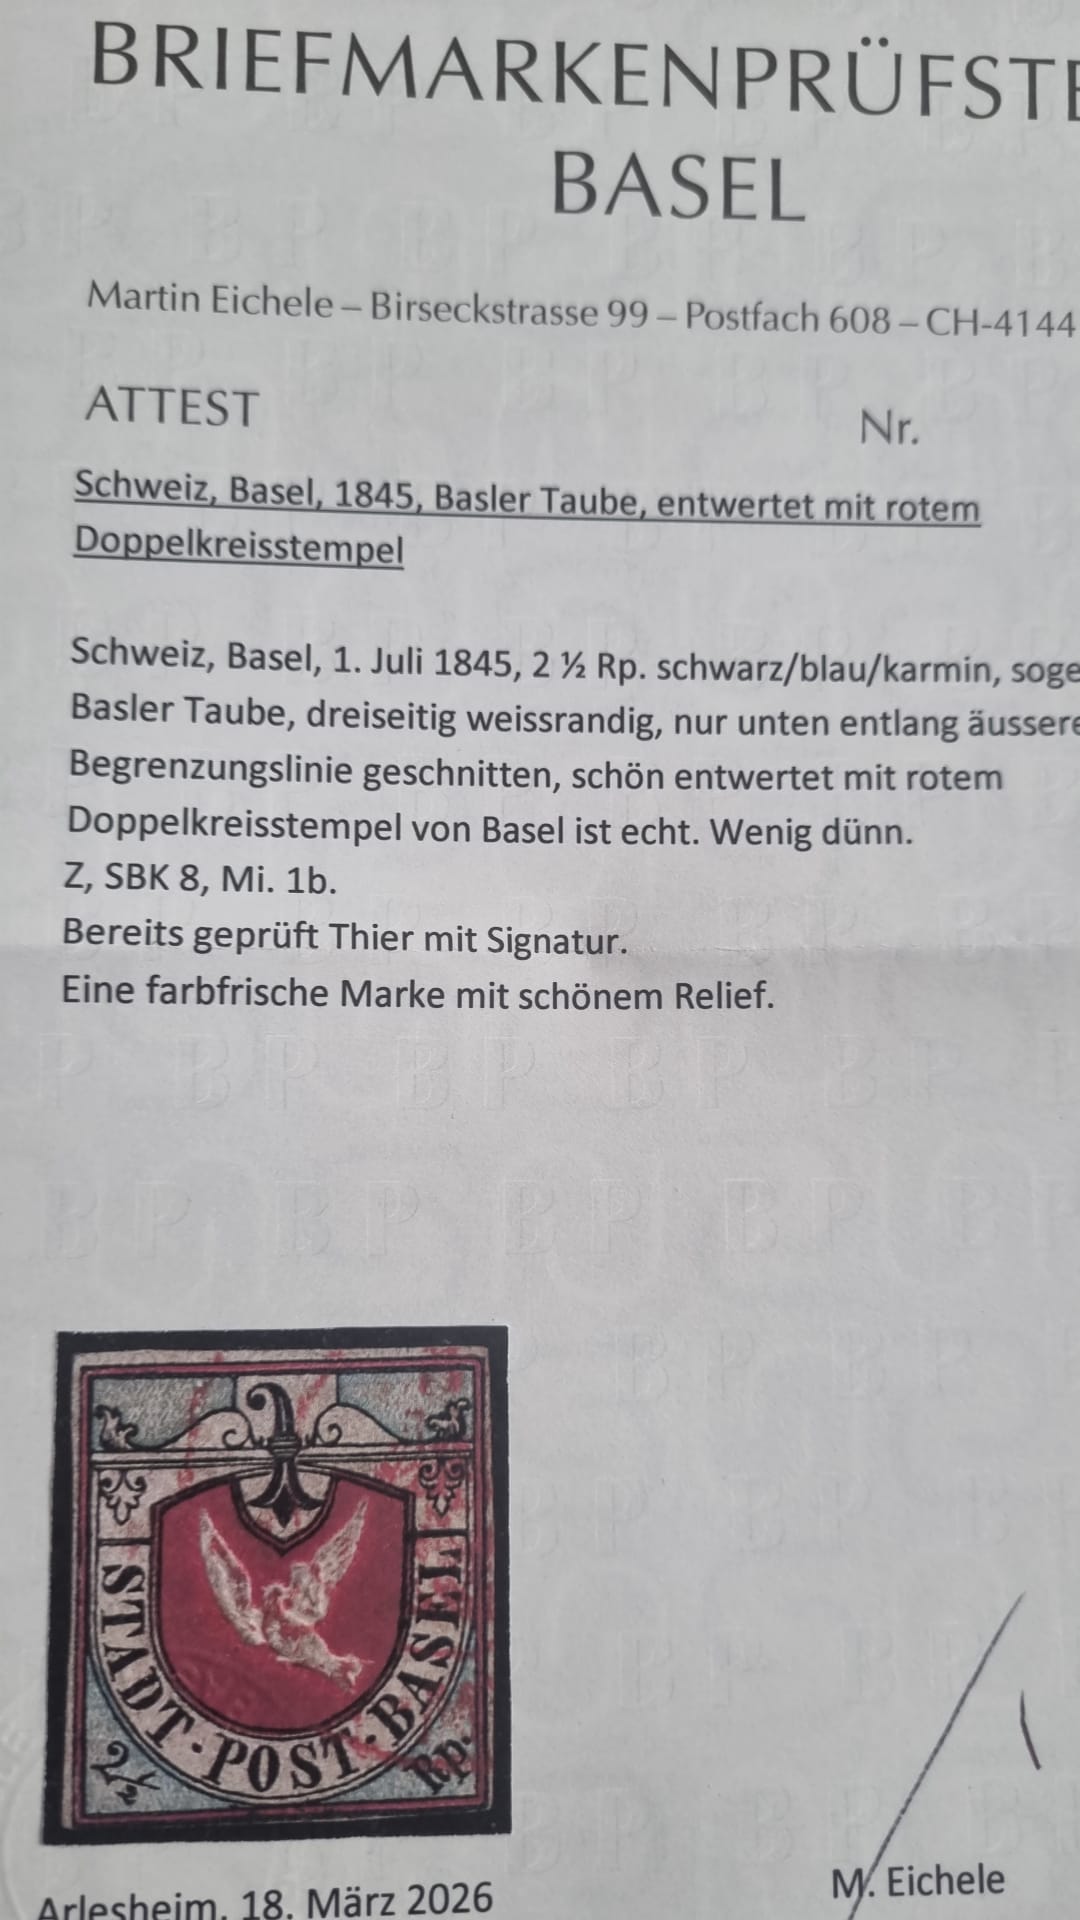 BRIEFMARKENPRÜFSTE
BASEL
Martin Eichele – Birseckstrasse 99 – Postfach 608 – CH-4144
ATTEST
Nr.
Schweiz, Basel, 1845, Basler Taube, entwertet mit rotem
Doppelkreisstempel
Schweiz, Basel, 1. Juli 1845, 2 ½ Rp. schwarz/blau/karmin, soge
Basler Taube, dreiseitig weissrandig, nur unten entlang äussere
Begrenzungslinie geschnitten, schön entwertet mit rotem
Doppelkreisstempel von Basel ist echt. Wenig dünn.
Z, SBK 8, Mi. 1b.
Bereits geprüft Thier mit Signatur.
Eine farbfrische Marke mit schönem Relief.
STADT·POST·BASEL
2½ Rp.
M. Eichele
Arlesheim, 18. März 2026